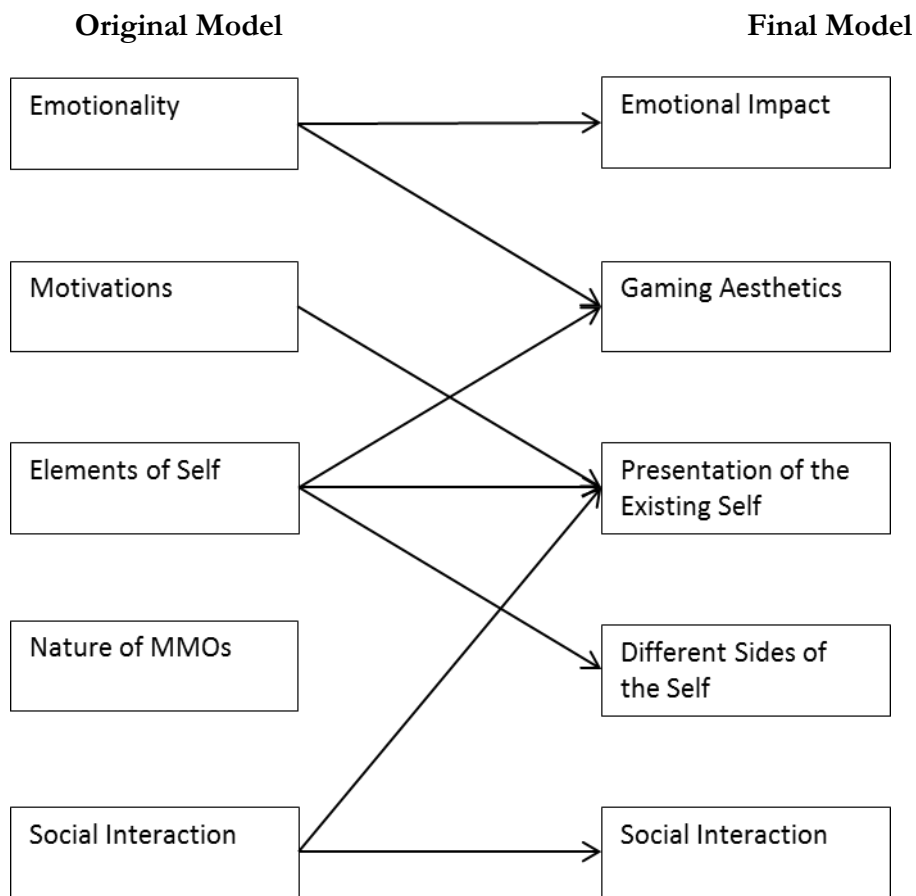 Original Model
Final Model
Emotionality
Emotional Impact
Motivations
Gaming Aesthetics
Elements of Self
Presentation of the
Existing Self
Nature of MMOs
Different Sides of
the Self
Social Interaction
Social Interaction